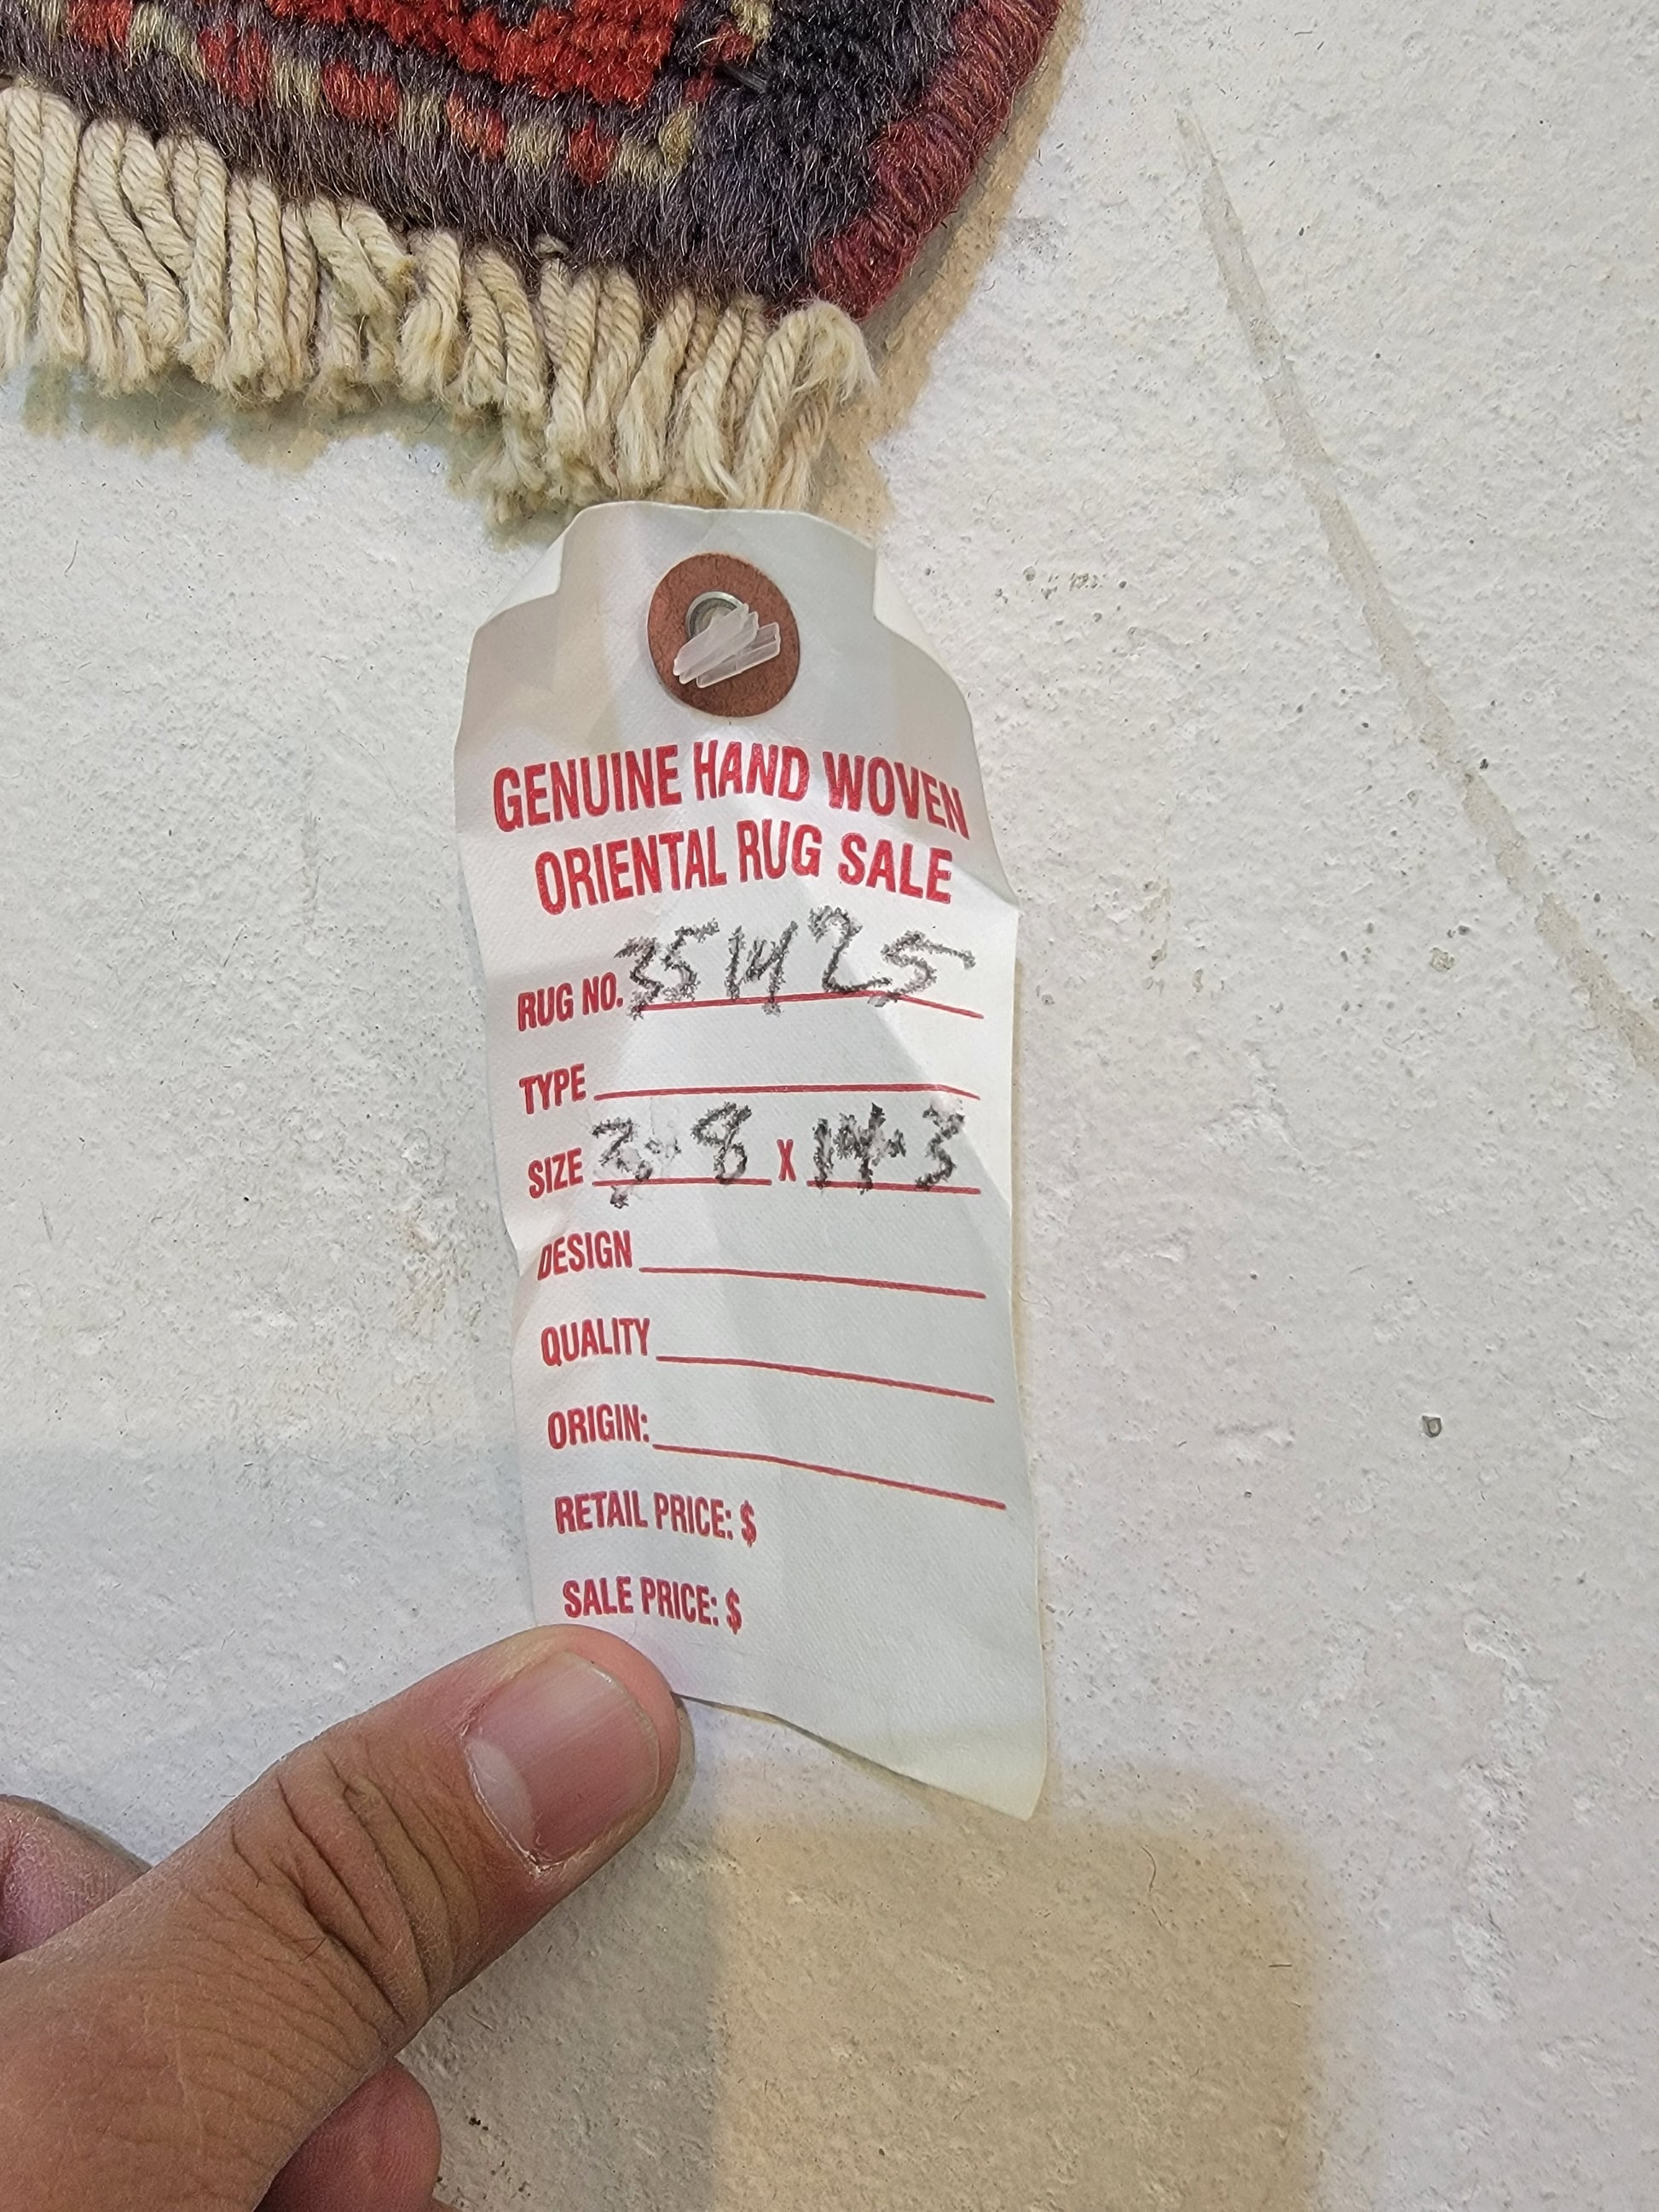 GENUINE HAND WOVEN
ORIENTAL RUG SALE
RUG NO. 351425
TYPE
SIZE 3-8 X 14-3
DESIGN
QUALITY
ORIGIN:
RETAIL PRICE: $
SALE PRICE: $